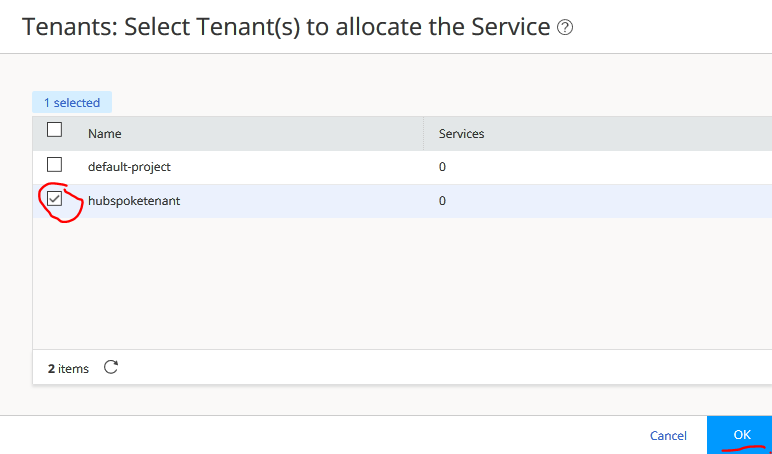 Tenants: Select Tenant(s) to allocate the Service ?
1 selected
Name Services
default-project 0
hubspoketenant 0
2 items
Cancel OK